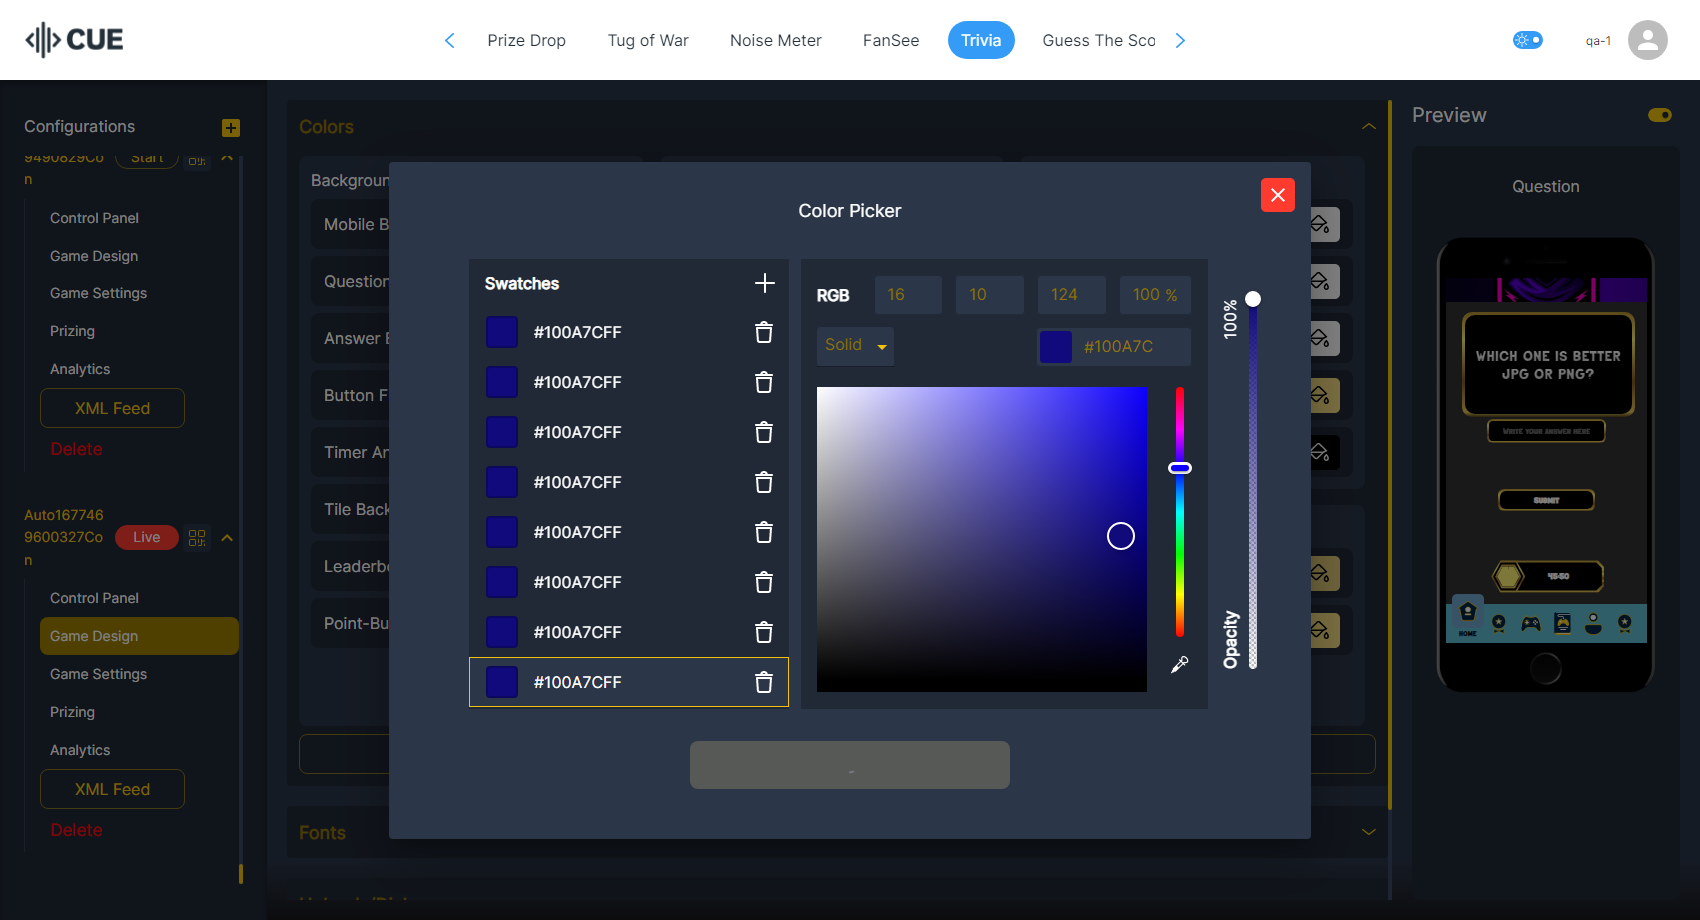 CUE
Prize Drop
Tug of War
Noise Meter
FanSee
Trivia
Guess The Sco
qa-1
Configurations
9490829Co
n
Start
Control Panel
Game Design
Game Settings
Prizing
Analytics
XML Feed
Delete
Auto167746
9600327Co
n
Live
Control Panel
Game Design
Game Settings
Prizing
Analytics
XML Feed
Delete
Colors
Backgroun
Mobile B
Question
Answer
Button F
Timer An
Tile Back
Leaderbo
Point-Bu
Fonts
Color Picker
Swatches
#100A7CFF
#100A7CFF
#100A7CFF
#100A7CFF
#100A7CFF
#100A7CFF
#100A7CFF
#100A7CFF
RGB
16
10
124
100 %
Solid
#100A7C
100%
Opacity
Preview
Question
WHICH ONE IS BETTER
JPG OR PNG?
WRITE YOUR ANSWER HERE
SUBMIT
HOME